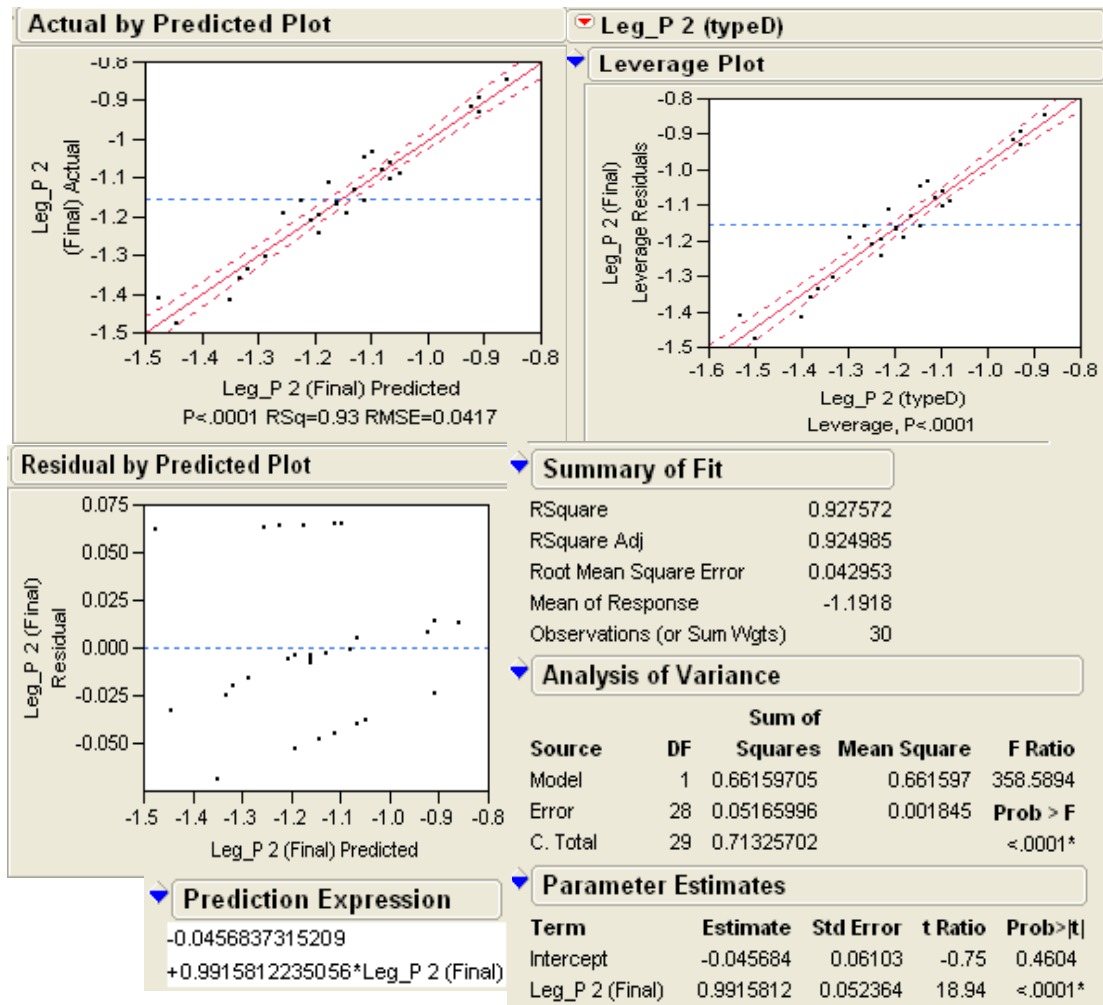 Actual by Predicted Plot
-0.8
-0.9
-1
-1.1
-1.2
-1.3
-1.4
-1.5
Leg_P 2
(Final) Actual
-1.5 -1.4 -1.3 -1.2 -1.1 -1.0 -0.9 -0.8
Leg_P 2 (Final) Predicted
P<.0001 RSq=0.93 RMSE=0.0417
Leg_P 2 (typeD)
Leverage Plot
-0.8
-0.9
-1.0
-1.1
-1.2
-1.3
-1.4
-1.5
Leg_P 2 (Final)
Leverage Residuals
-1.6 -1.5 -1.4 -1.3 -1.2 -1.1 -1.0 -0.9 -0.8
Leg_P 2 (typeD)
Leverage, P<.0001
Residual by Predicted Plot
0.075
0.050
0.025
0.000
-0.025
-0.050
Leg_P 2 (Final)
Residual
-1.5 -1.4 -1.3 -1.2 -1.1 -1.0 -0.9 -0.8
Leg_P 2 (Final) Predicted
Summary of Fit
RSquare 0.927572
RSquare Adj 0.924985
Root Mean Square Error 0.042953
Mean of Response -1.1918
Observations (or Sum Wgts) 30
Analysis of Variance
Sum of
Source DF Squares Mean Square F Ratio
Model 1 0.66159705 0.661597 358.5894
Error 28 0.05165996 0.001845 Prob > F
C. Total 29 0.71325702 <.0001*
Prediction Expression
-0.0456837315209
+0.9915812235056*Leg_P 2 (Final)
Parameter Estimates
Term Estimate Std Error t Ratio Prob>|t|
Intercept -0.045684 0.06103 -0.75 0.4604
Leg_P 2 (Final) 0.9915812 0.052364 18.94 <.0001*